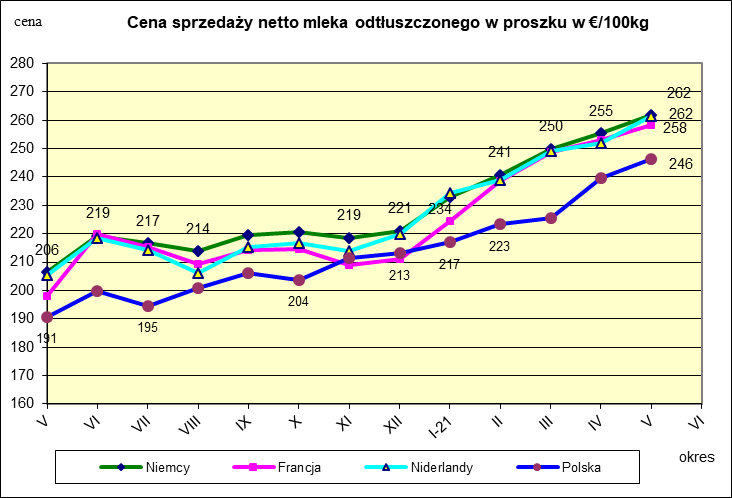 cena
Cena sprzedaży netto mleka odtłuszczonego w proszku w €/100kg
280
270
260
250
240
230
220
210
200
190
180
170
160
206
219
217
214
219
221
234
241
250
255
262
262
258
246
191
195
204
213
217
223
V
VI
VII
VIII
IX
X
XI
XII
I-21
II
III
IV
V
VI
okres
Niemcy
Francja
Niderlandy
Polska